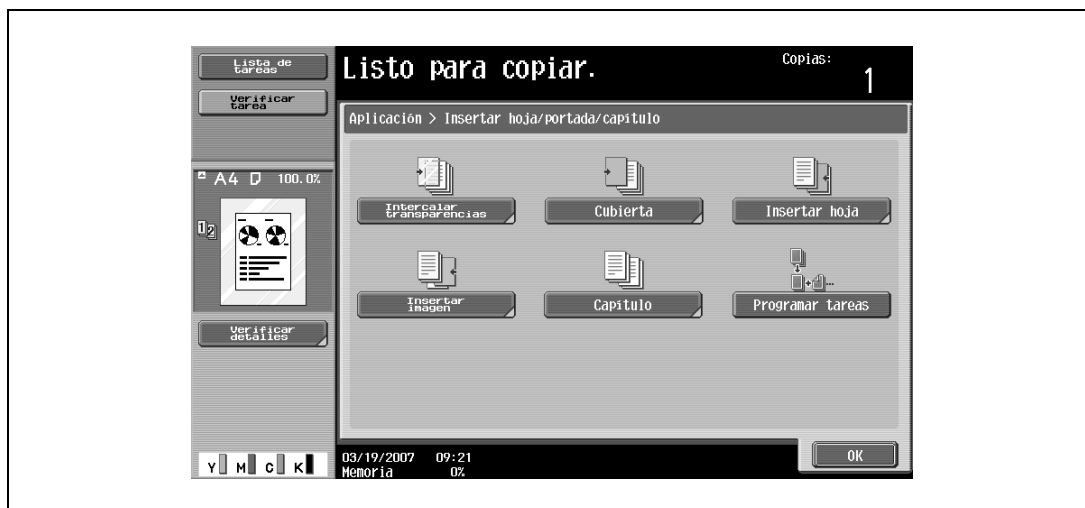 Lista de
tareas
Verificar
tarea
Listo para copiar.
Copias:
1
Aplicación > Insertar hoja/portada/capítulo
A4 100.0%
12
Intercalar
transparencias
Cubierta
Insertar hoja
Insertar
imagen
Capítulo
Programar tareas
Verificar
detalles
Y M C K
03/19/2007 09:21
Memoria 0%
OK